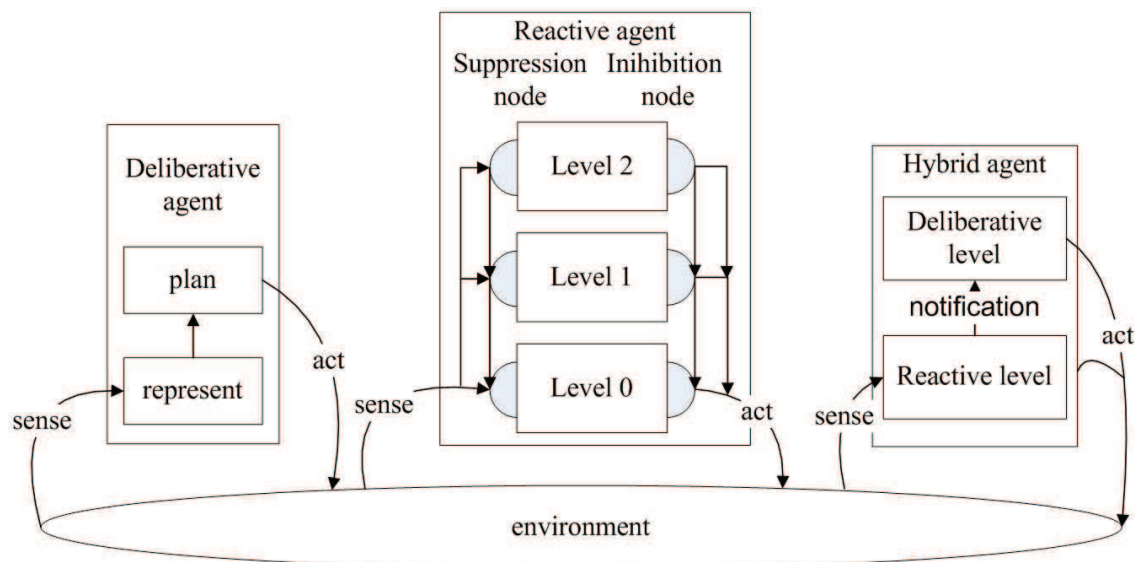 Deliberative
agent
plan
represent
sense
act
Reactive agent
Suppression
node
Inihibition
node
Level 2
Level 1
Level 0
sense
act
Hybrid agent
Deliberative
level
notification
Reactive level
sense
act
environment